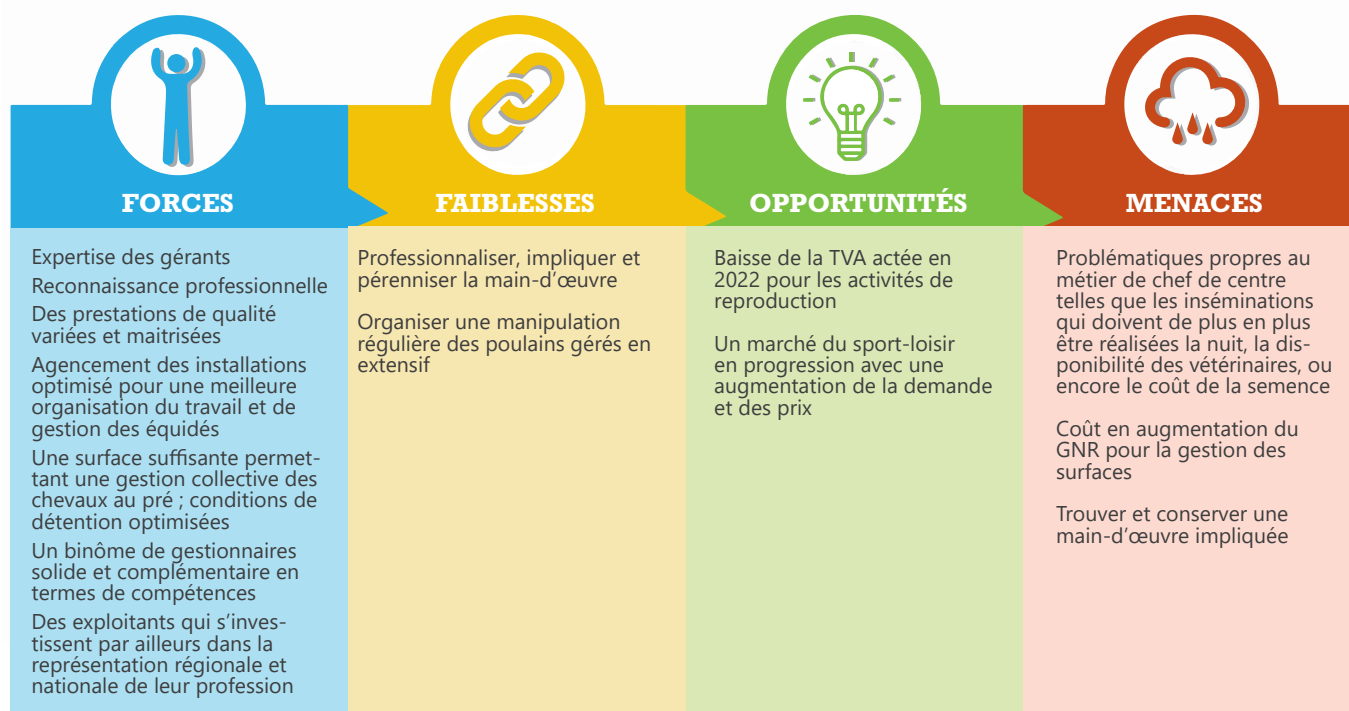 FORCES
Expertise des gérants
Reconnaissance professionnelle
Des prestations de qualité
variées et maitrisées
Agencement des installations
optimisé pour une meilleure
organisation du travail et de
gestion des équidés
Une surface suffisante permet-
tant une gestion collective des
chevaux au pré ; conditions de
détention optimisées
Un binôme de gestionnaires
solide et complémentaire en
termes de compétences
Des exploitants qui s’inves-
tissent par ailleurs dans la
représentation régionale et
nationale de leur profession
FAIBLESSES
Professionnaliser, impliquer et
pérenniser la main-d’œuvre
Organiser une manipulation
régulière des poulains gérés en
extensif
OPPORTUNITÉS
Baisse de la TVA actée en
2022 pour les activités de
reproduction
Un marché du sport-loisir
en progression avec une
augmentation de la demande
et des prix
MENACES
Problématiques propres au
métier de chef de centre
telles que les inséminations
qui doivent de plus en plus
être réalisées la nuit, la dis-
ponibilité des vétérinaires, ou
encore le coût de la semence
Coût en augmentation du
GNR pour la gestion des
surfaces
Trouver et conserver une
main-d’œuvre impliquée